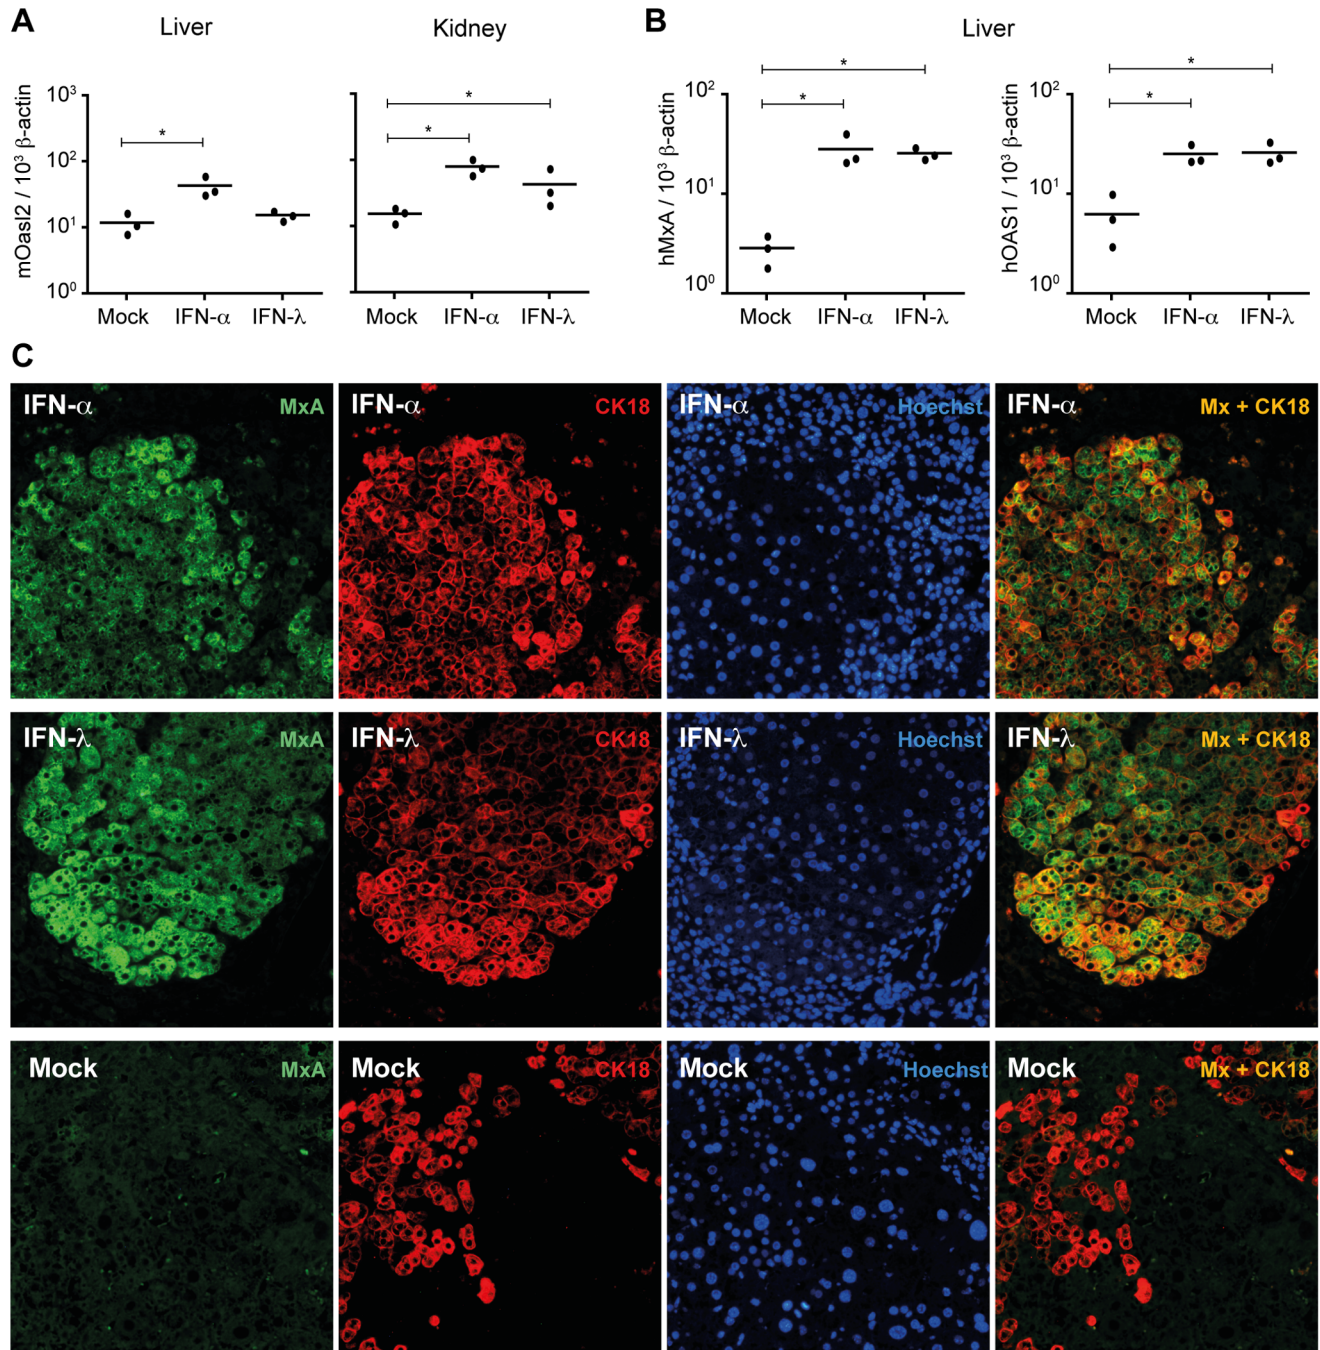 A
Liver
Kidney
mOasl2 / 10³ β-actin
10³
10²
10¹
10⁰
*
Mock IFN-α IFN-λ
*
*
Mock IFN-α IFN-λ
B
Liver
hMxA / 10³ β-actin
10²
10¹
10⁰
*
*
Mock IFN-α IFN-λ
hOAS1 / 10³ β-actin
10²
10¹
10⁰
*
*
Mock IFN-α IFN-λ
C
IFN-α MxA
IFN-α CK18
IFN-α Hoechst
IFN-α Mx + CK18
IFN-λ MxA
IFN-λ CK18
IFN-λ Hoechst
IFN-λ Mx + CK18
Mock MxA
Mock CK18
Mock Hoechst
Mock Mx + CK18